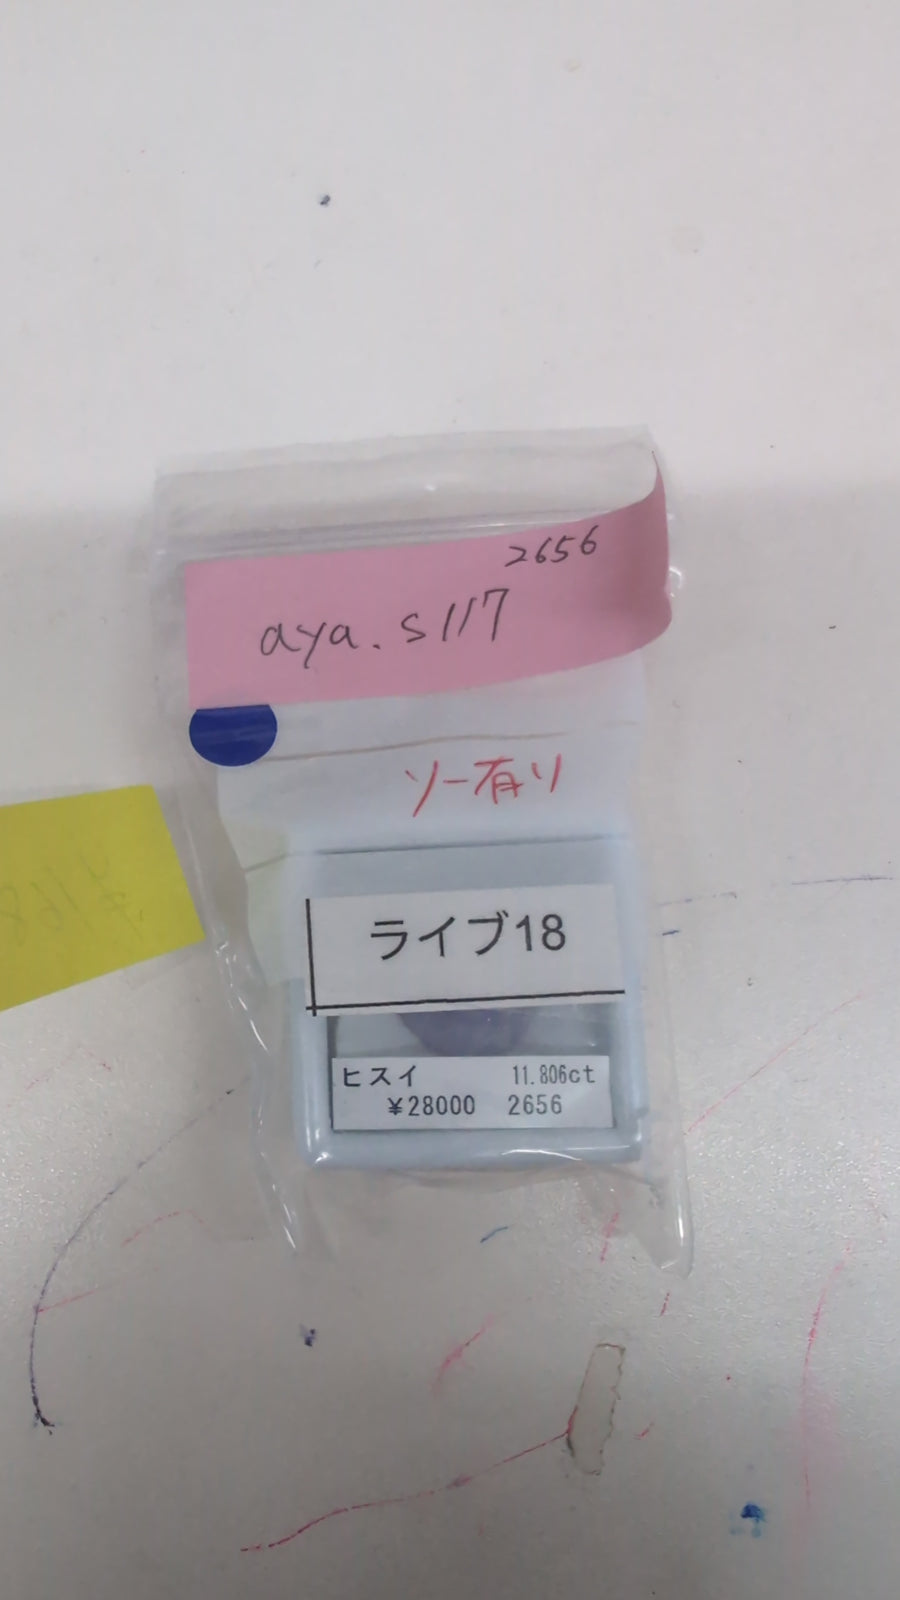 2656
aya.s117
ソー有り
ライブ18
ヒスイ 11.806ct
¥28000 2656